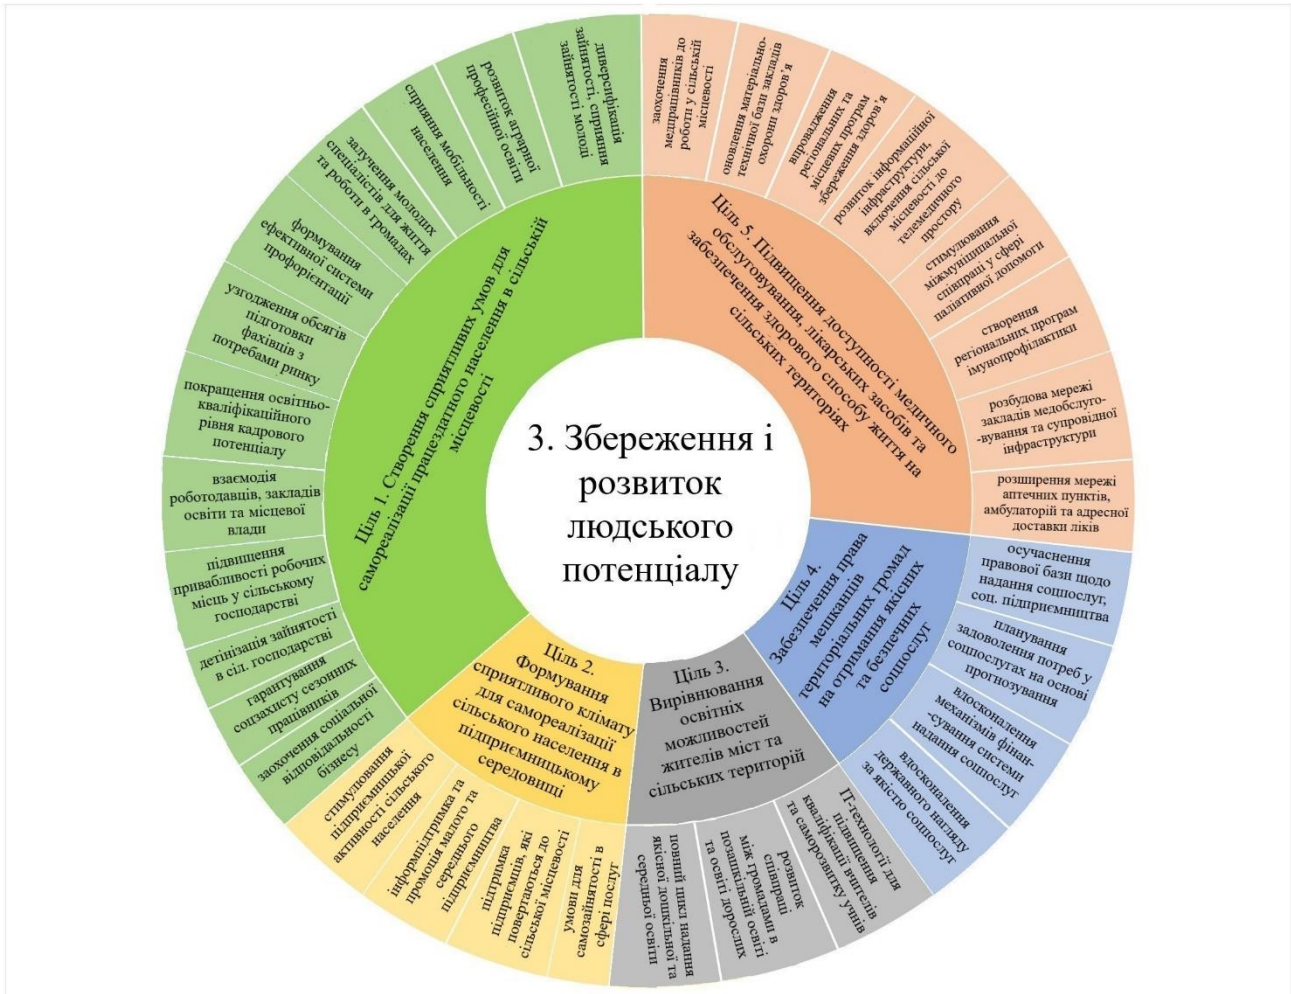 3. Збереження і
розвиток
людського
потенціалу
Ціль 1. Створення сприятливих умов для
самореалізації працездатного населення в сільській
місцевості
диверсифікація
зайнятості, сприяння
зайнятості молоді
розвиток аграрної
професійної освіти
сприяння мобільності
населення
залучення молодих
спеціалістів для життя
та роботи в громадах
формування
ефективної системи
профорієнтації
узгодження обсягів
підготовки
фахівців з
потребами ринку
покращення освітньо-
кваліфікаційного
рівня кадрового
потенціалу
взаємодія
роботодавців, закладів
освіти та місцевої
влади
підвищення
привабливості робочих
місць у сільському
господарстві
детінізація зайнятості
в сіл. господарстві
гарантування
соцзахисту сезонних
працівників
заохочення соціальної
відповідальності
бізнесу
Ціль 2.
Формування
сприятливого клімату
для самореалізації
сільського населення в
підприємницькому
середовищі
стимулювання
підприємницької
активності сільського
населення
інформпідтримка та
промоція малого та
середнього
підприємництва
підтримка
підприємців, які
повертаються до
сільської місцевості
умови для
самозайнятості в
сфері послуг
Ціль 3.
Вирівнювання
освітніх
можливостей
жителів міст та
сільських територій
повний цикл надання
якісної дошкільної та
середньої освіти
розвиток
співпраці
між громадами в
позашкільній освіті
та освіті дорослих
ІТ-технології для
підвищення
кваліфікації вчителів
та саморозвитку учнів
Ціль 4.
Забезпечення права
мешканців
територіальних громад
на отримання якісних
та безпечних
соцпослуг
осучаснення
правової бази щодо
надання соцпослуг,
соц. підприємництва
планування
задоволення потреб у
соцпослугах на основі
прогнозування
вдосконалення
механізмів фінан-
-сування системи
надання соцпослуг
вдосконалення
державного нагляду
за якістю соцпослуг
Ціль 5. Підвищення доступності медичного
обслуговування, лікарських засобів та
забезпечення здорового способу життя на
сільських територіях
заохочення
медпрацівників до
роботи у сільській
місцевості
оновлення матеріально-
технічної бази закладів
охорони здоров’я
впровадження
регіональних та
місцевих програм
збереження здоров’я
розвиток інформаційної
інфраструктури,
включення сільської
місцевості до
телемедичного
простору
стимулювання
міжмуніципальної
співпраці у сфері
паліативної допомоги
створення
регіональних програм
імунопрофілактики
розбудова мережі
закладів медобслуго-
-вування та супровідної
інфраструктури
розширення мережі
аптечних пунктів,
амбулаторій та адресної
доставки ліків